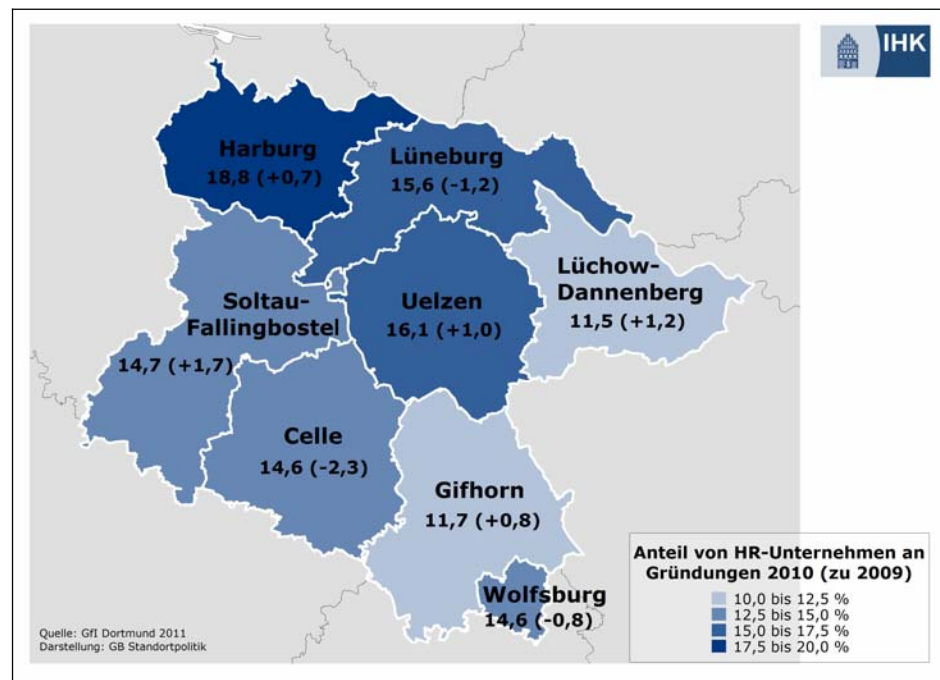 IHK
Harburg
18,8 (+0,7)
Lüneburg
15,6 (-1,2)
Lüchow-
Dannenberg
11,5 (+1,2)
Soltau-
Fallingbostel
14,7 (+1,7)
Uelzen
16,1 (+1,0)
Celle
14,6 (-2,3)
Gifhorn
11,7 (+0,8)
Wolfsburg
14,6 (-0,8)
Anteil von HR-Unternehmen an
Gründungen 2010 (zu 2009)
10,0 bis 12,5 %
12,5 bis 15,0 %
15,0 bis 17,5 %
17,5 bis 20,0 %
Quelle: GfI Dortmund 2011
Darstellung: GB Standortpolitik